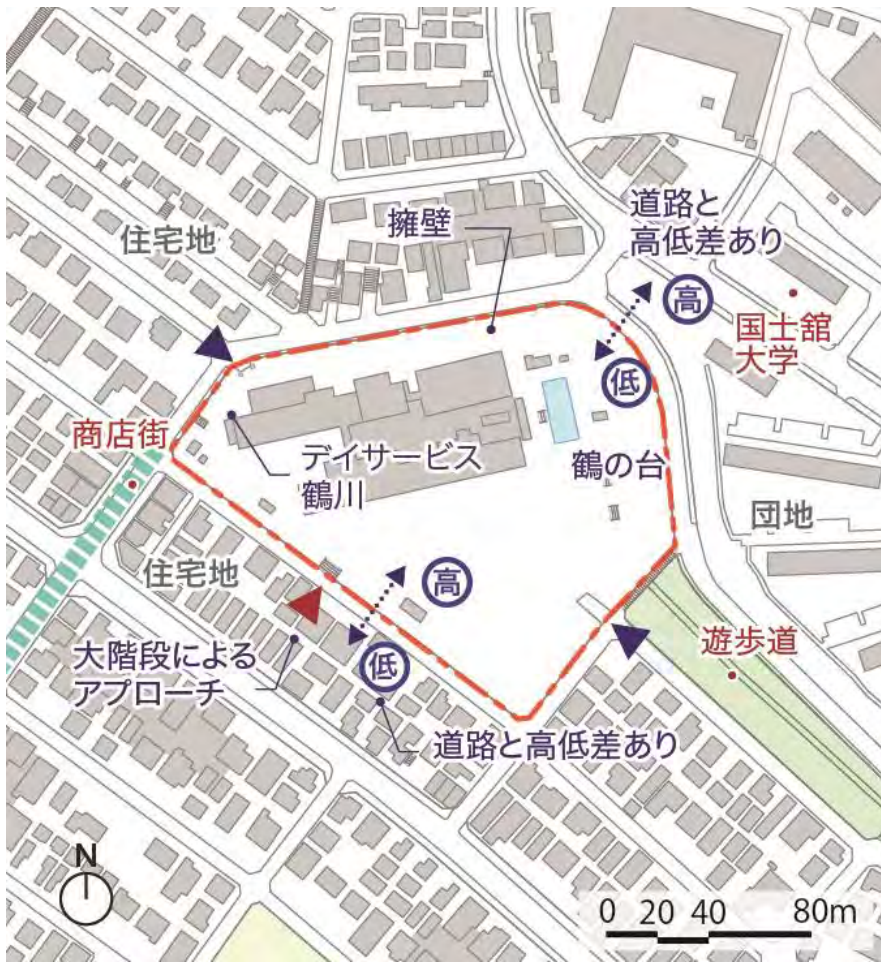 道路と
高低差あり
擁壁
住宅地
高
国士舘
大学
低
商店街
デイサービス
鶴川
鶴の台
団地
高
住宅地
大階段による
アプローチ
低
遊歩道
道路と高低差あり
N
0 20 40 80m